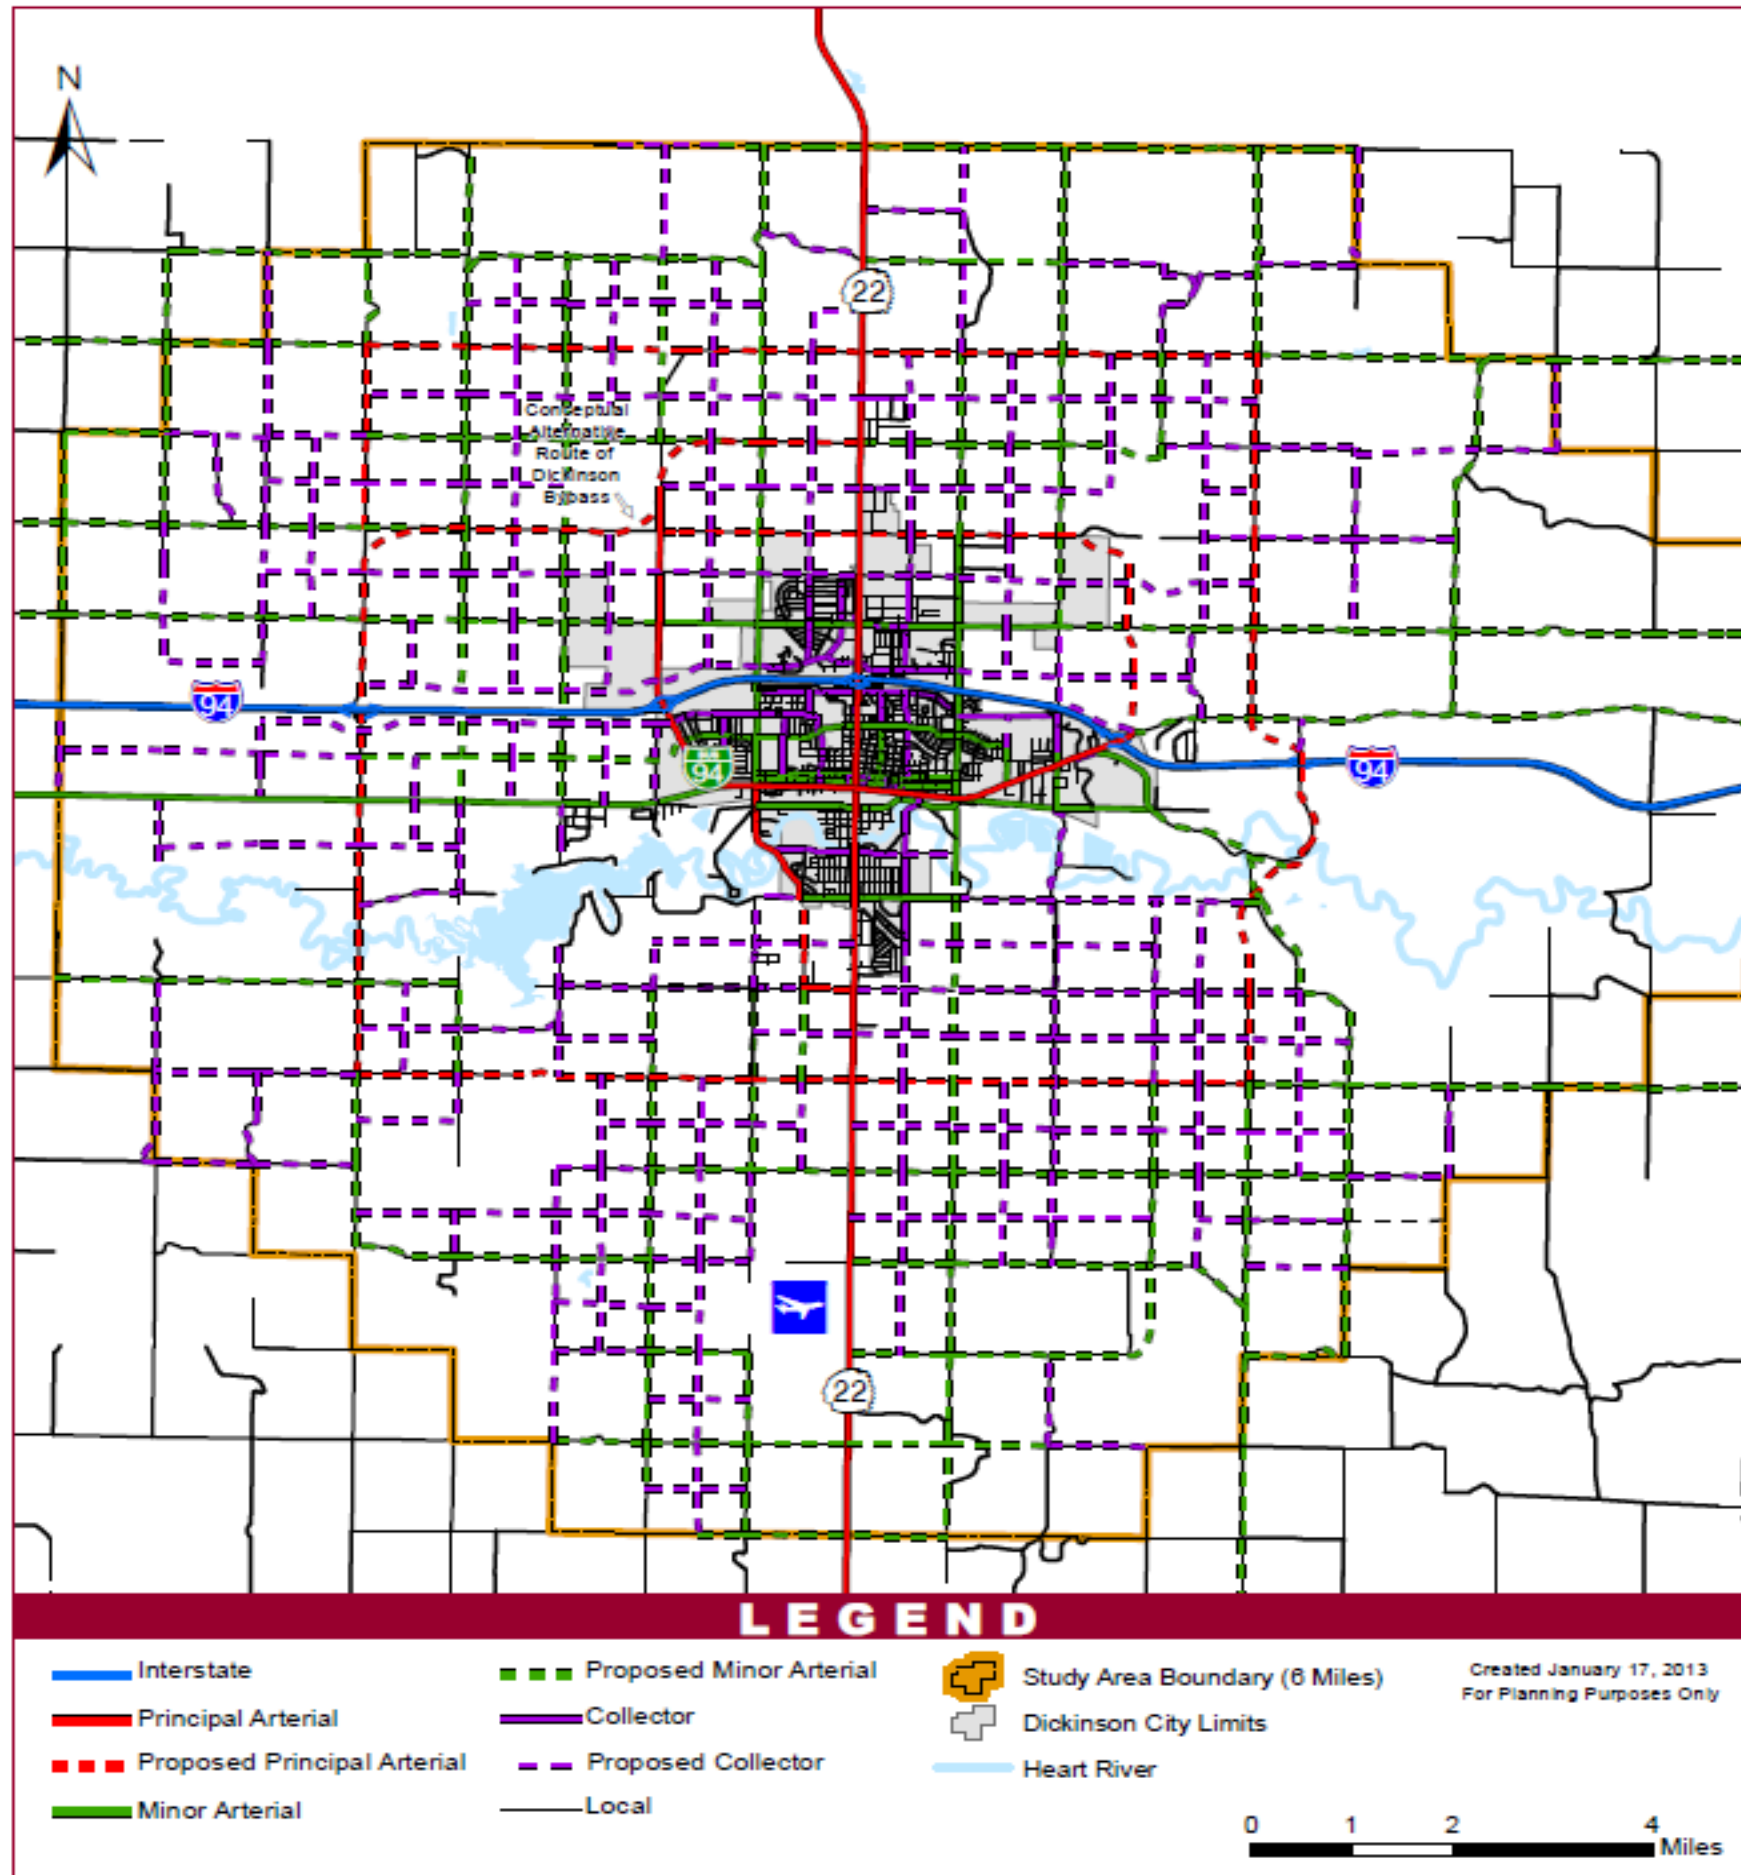 N
22
Conceptual
Alternative
Route of
Dickinson
Bypass
94
94
94
22
LEGEND
Interstate
Principal Arterial
Proposed Principal Arterial
Minor Arterial
Proposed Minor Arterial
Collector
Proposed Collector
Local
Study Area Boundary (6 Miles)
Dickinson City Limits
Heart River
Created January 17, 2013
For Planning Purposes Only
0 1 2 4
Miles